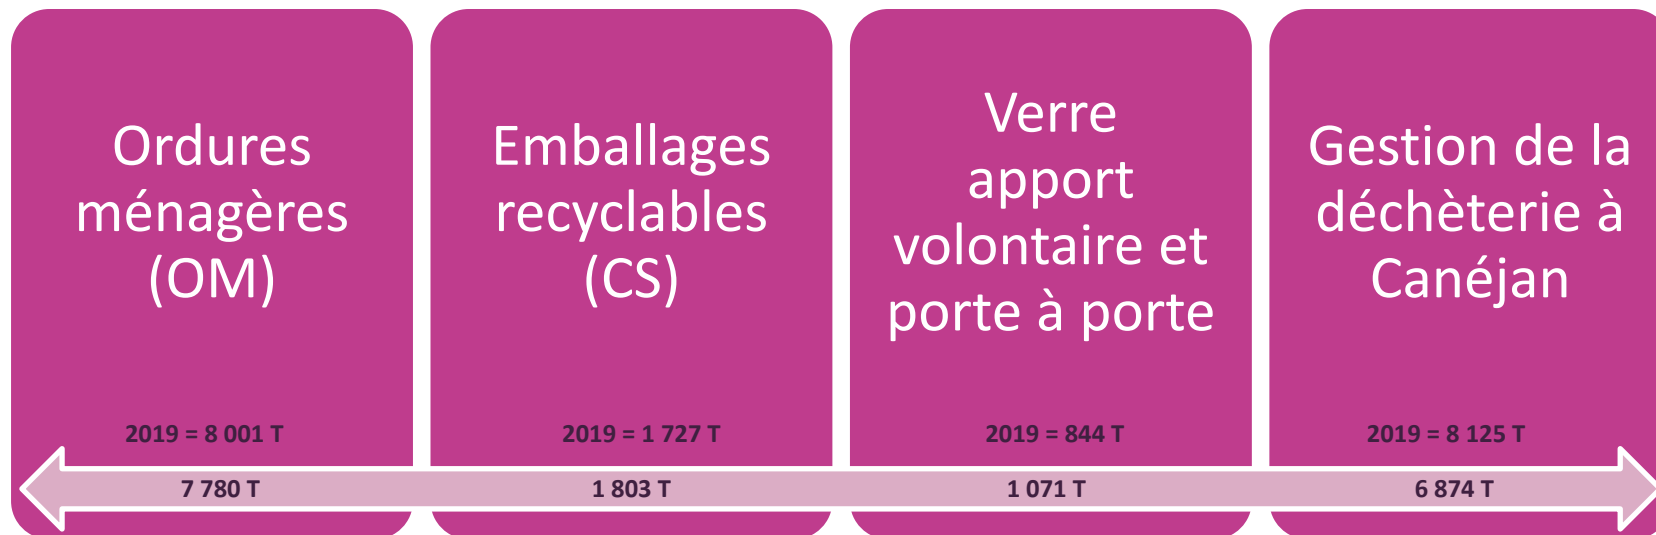 Ordures
ménagères
(OM)
2019 = 8 001 T
7 780 T
Emballages
recyclables
(CS)
2019 = 1 727 T
1 803 T
Verre
apport
volontaire et
porte à porte
2019 = 844 T
1 071 T
Gestion de la
déchèterie à
Canéjan
2019 = 8 125 T
6 874 T